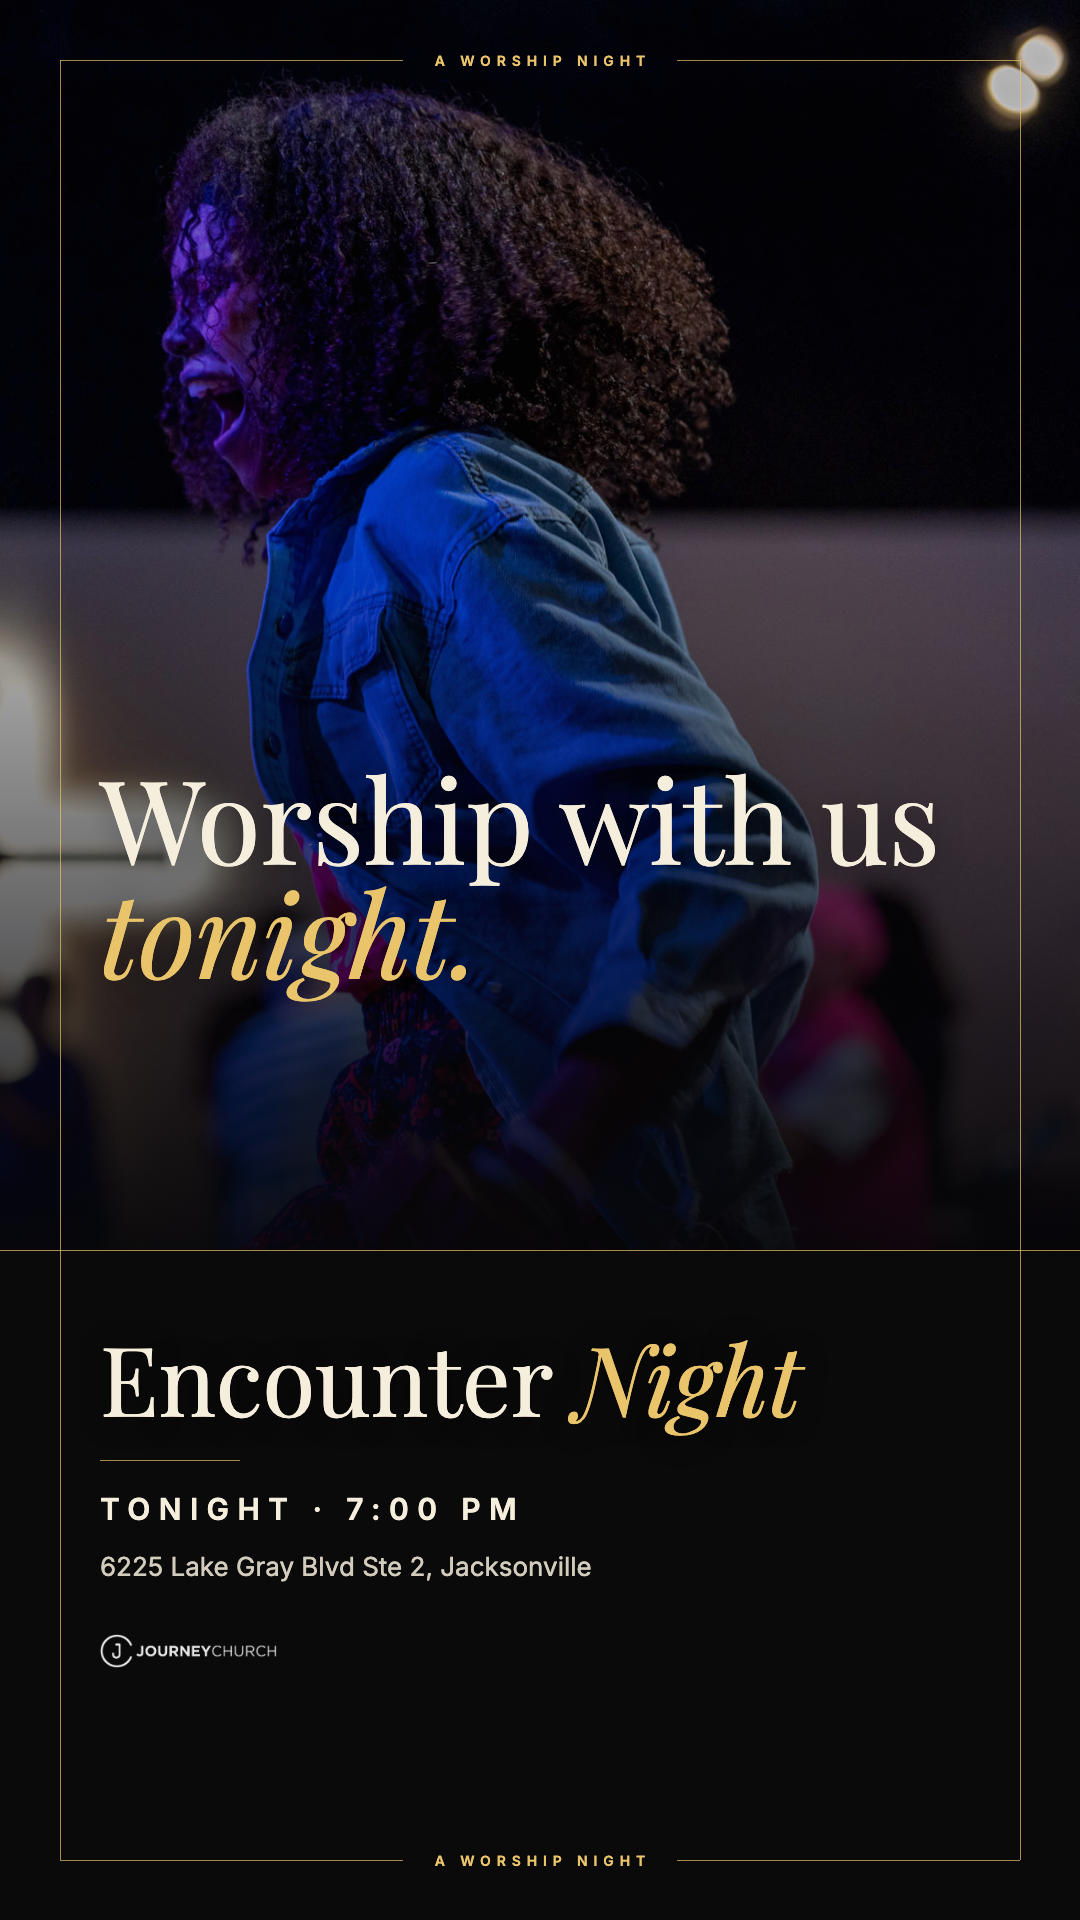 A WORSHIP NIGHT
Worship with us
tonight.
Encounter Night
TONIGHT · 7:00 PM
6225 Lake Gray Blvd Ste 2, Jacksonville
J JOURNEYCHURCH
A WORSHIP NIGHT